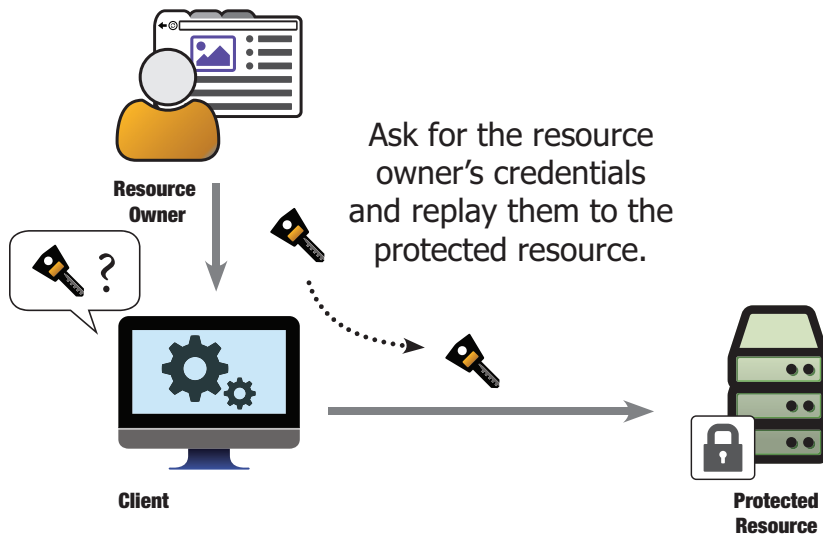 Ask for the resource
owner’s credentials
and replay them to the
protected resource.
Resource
Owner
?
Client
Protected
Resource